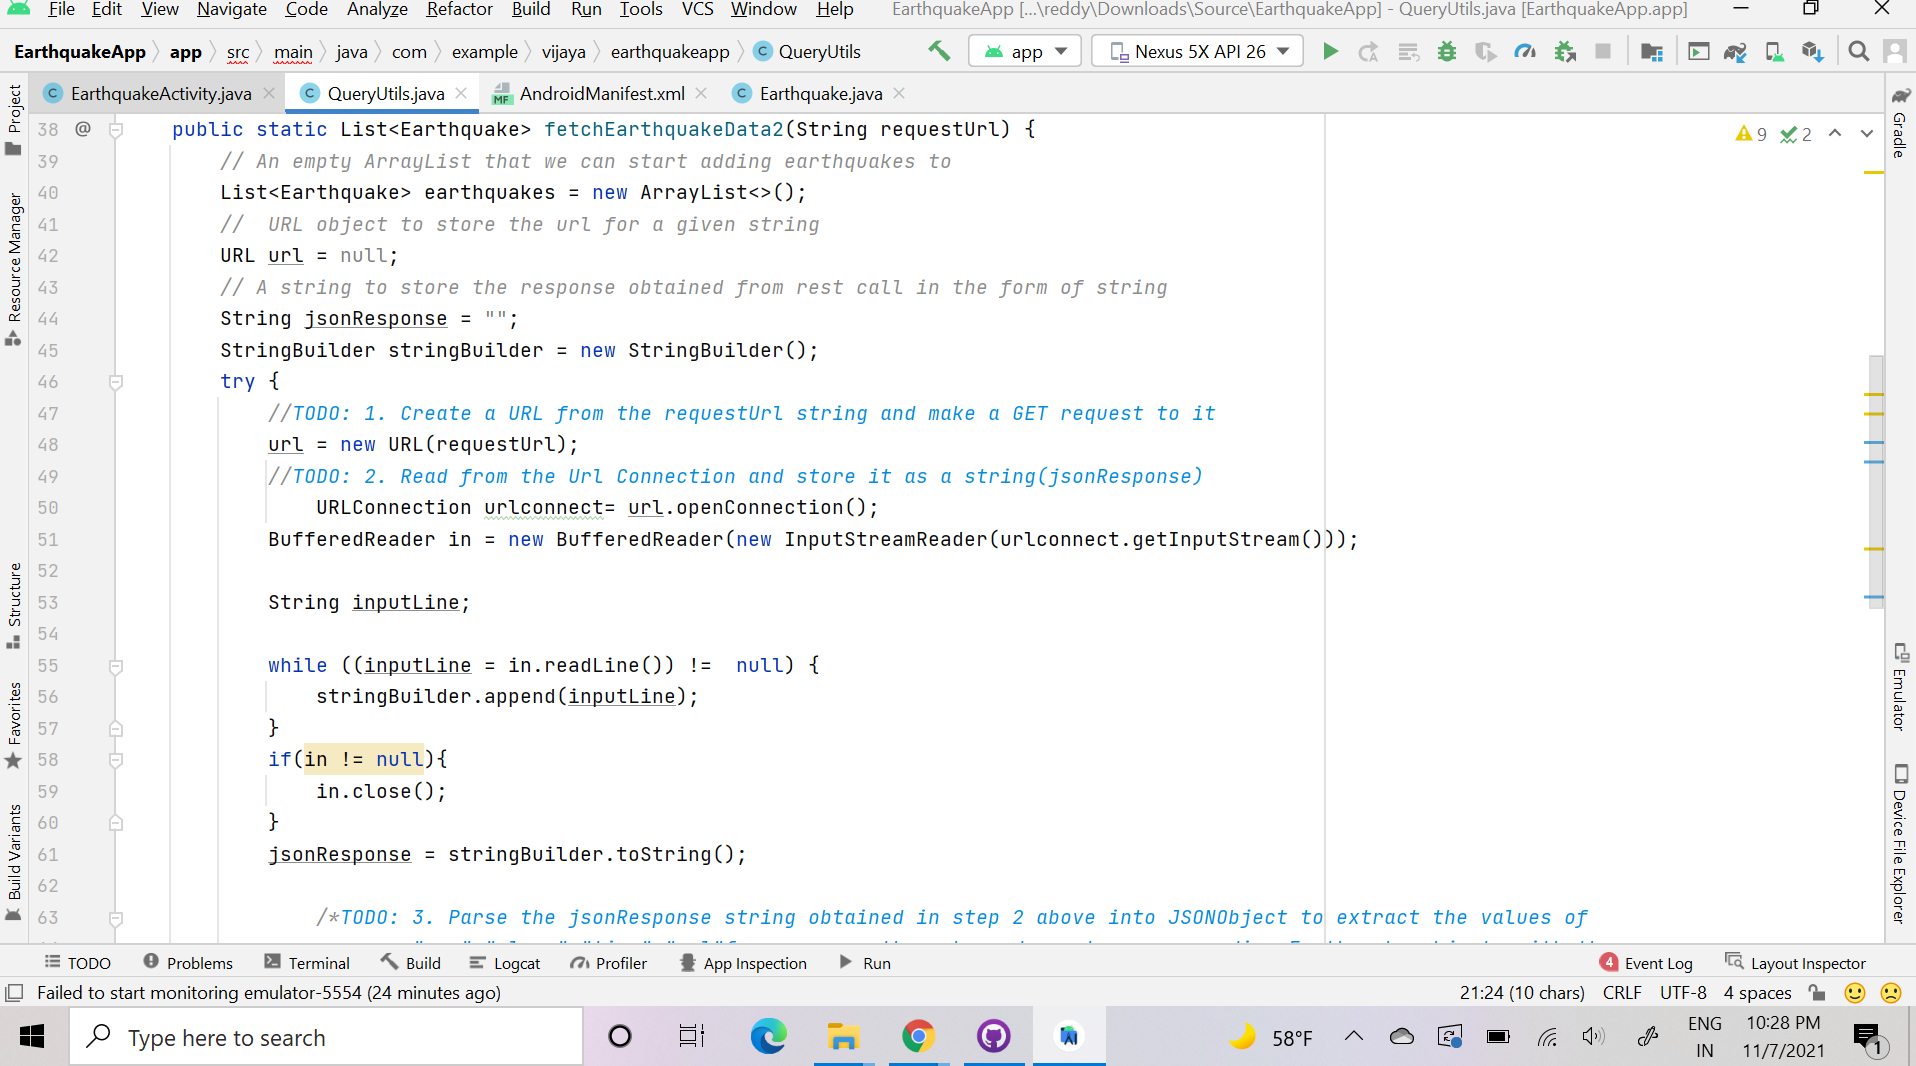 File Edit View Navigate Code Analyze Refactor Build Run Tools VCS Window Help EarthquakeApp [...\reddy\Downloads\Source\EarthquakeApp] - QueryUtils.java [EarthquakeApp.app]
EarthquakeApp app src main java com example vijaya earthquakeapp QueryUtils app Nexus 5X API 26
EarthquakeActivity.java QueryUtils.java AndroidManifest.xml Earthquake.java
38 @ public static List<Earthquake> fetchEarthquakeData2(String requestUrl) { 9 2
39 // An empty ArrayList that we can start adding earthquakes to
40 List<Earthquake> earthquakes = new ArrayList<>();
41 //  URL object to store the url for a given string
42 URL url = null;
43 // A string to store the response obtained from rest call in the form of string
44 String jsonResponse = "";
45 StringBuilder stringBuilder = new StringBuilder();
46 try {
47 //TODO: 1. Create a URL from the requestUrl string and make a GET request to it
48 url = new URL(requestUrl);
49 //TODO: 2. Read from the Url Connection and store it as a string(jsonResponse)
50 URLConnection urlconnect= url.openConnection();
51 BufferedReader in = new BufferedReader(new InputStreamReader(urlconnect.getInputStream()));
52
53 String inputLine;
54
55 while ((inputLine = in.readLine()) !=  null) {
56 stringBuilder.append(inputLine);
57 }
58 if(in != null){
59 in.close();
60 }
61 jsonResponse = stringBuilder.toString();
62
63 /*TODO: 3. Parse the jsonResponse string obtained in step 2 above into JSONObject to extract the values of
Project
Resource Manager
Structure
Favorites
Build Variants
Gradle
Emulator
Device File Explorer
TODO Problems Terminal Build Logcat Profiler App Inspection Run 4 Event Log Layout Inspector
Failed to start monitoring emulator-5554 (24 minutes ago) 21:24 (10 chars) CRLF UTF-8 4 spaces
Type here to search 58°F ENG IN 10:28 PM 11/7/2021 1